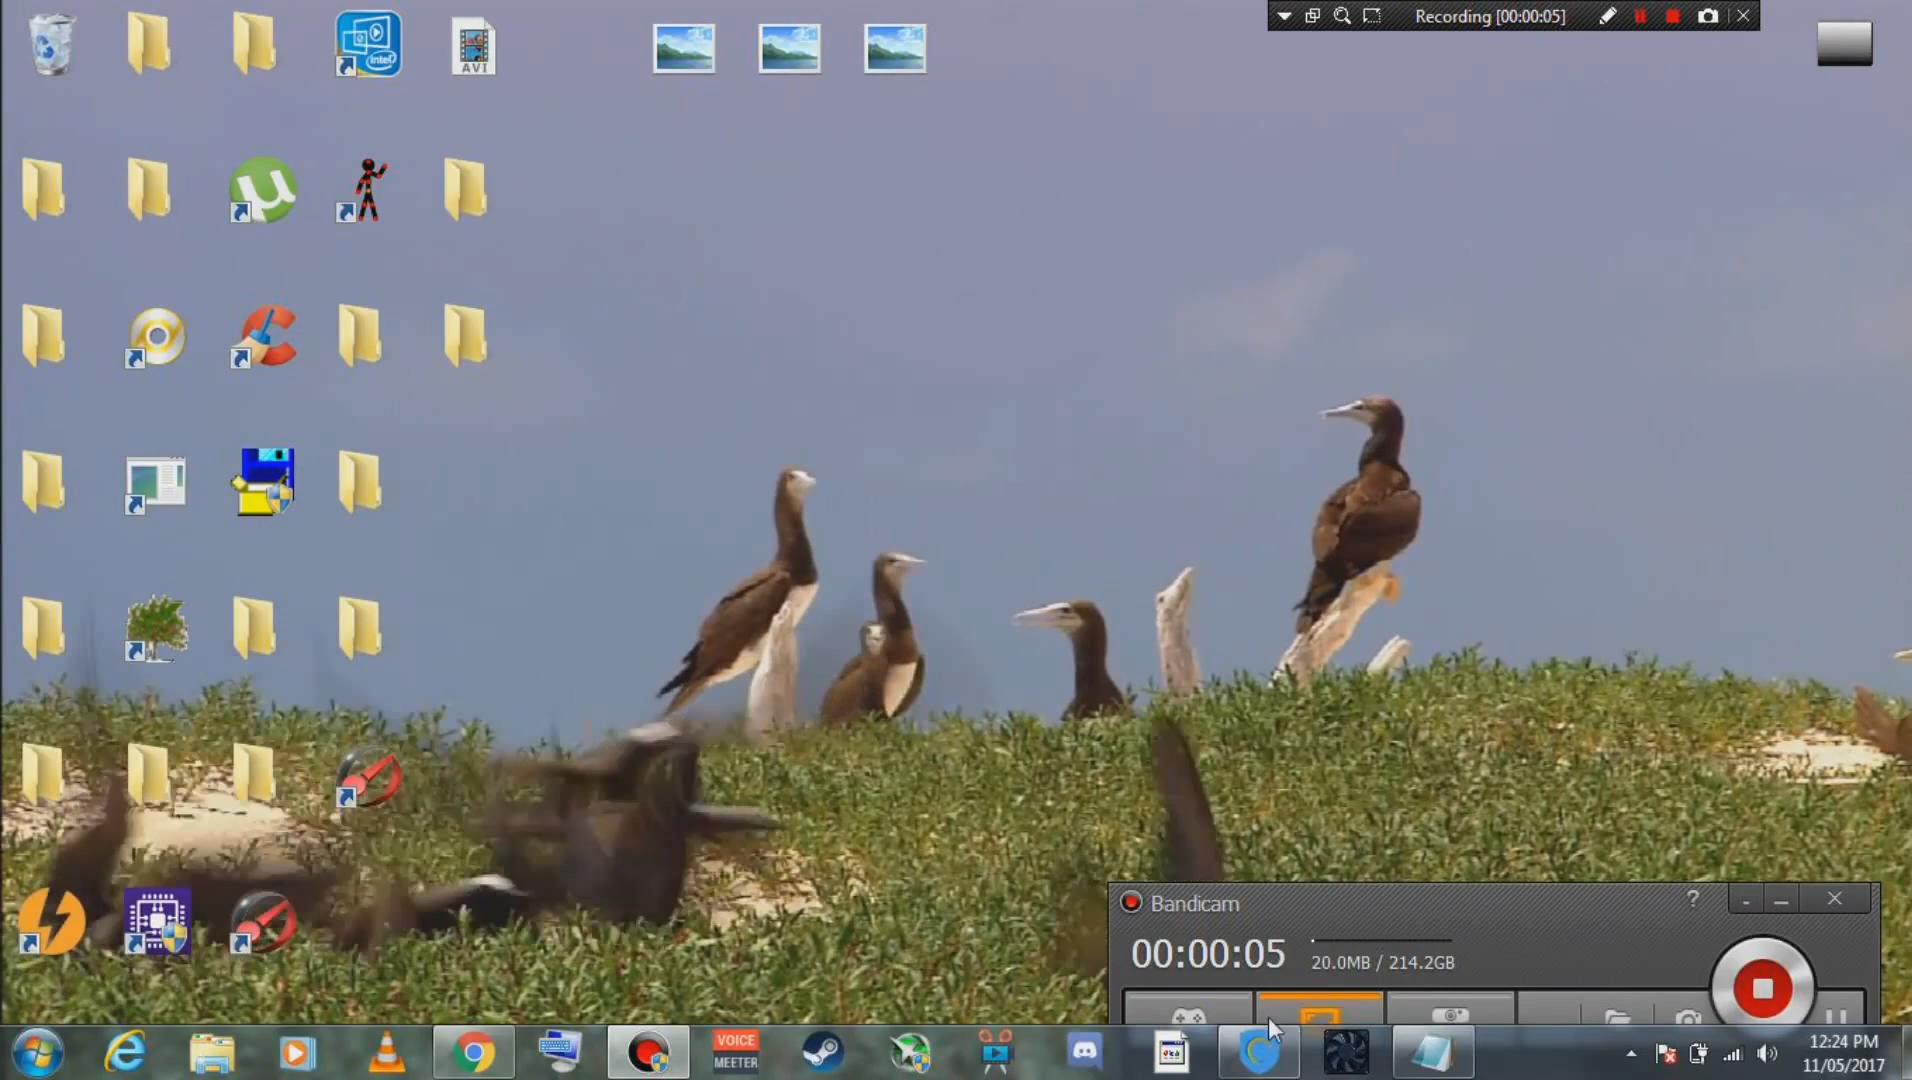 Recording [00:00:05]
intel
AVI
µ
Bandicam
?
00:00:05
20.0MB / 214.2GB
VOICE
MEETER
12:24 PM
11/05/2017